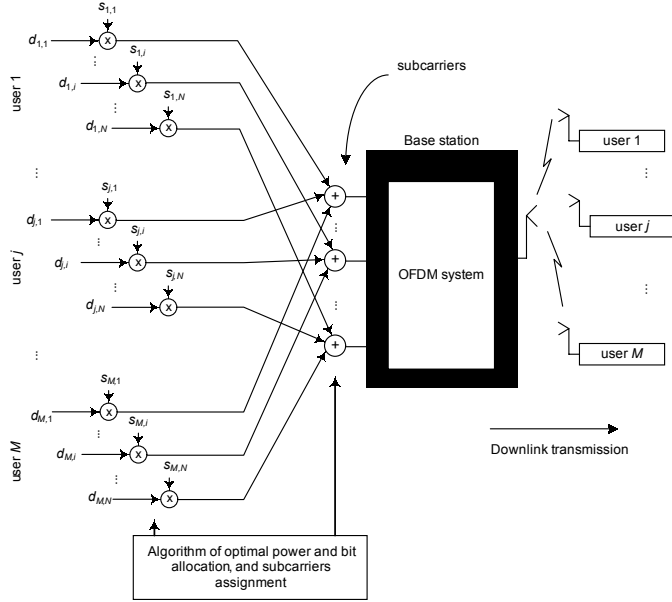 s1,1
d1,1
x
...
s1,i
d1,i
x
...
s1,N
d1,N
x
user 1
...
sj,1
dj,1
x
...
sj,i
dj,i
x
...
sj,N
dj,N
x
user j
...
sM,1
dM,1
x
...
sM,i
dM,i
x
...
sM,N
dM,N
x
user M
subcarriers
+
...
+
...
+
Base station
OFDM system
user 1
...
user j
...
user M
Downlink transmission
Algorithm of optimal power and bit
allocation, and subcarriers
assignment